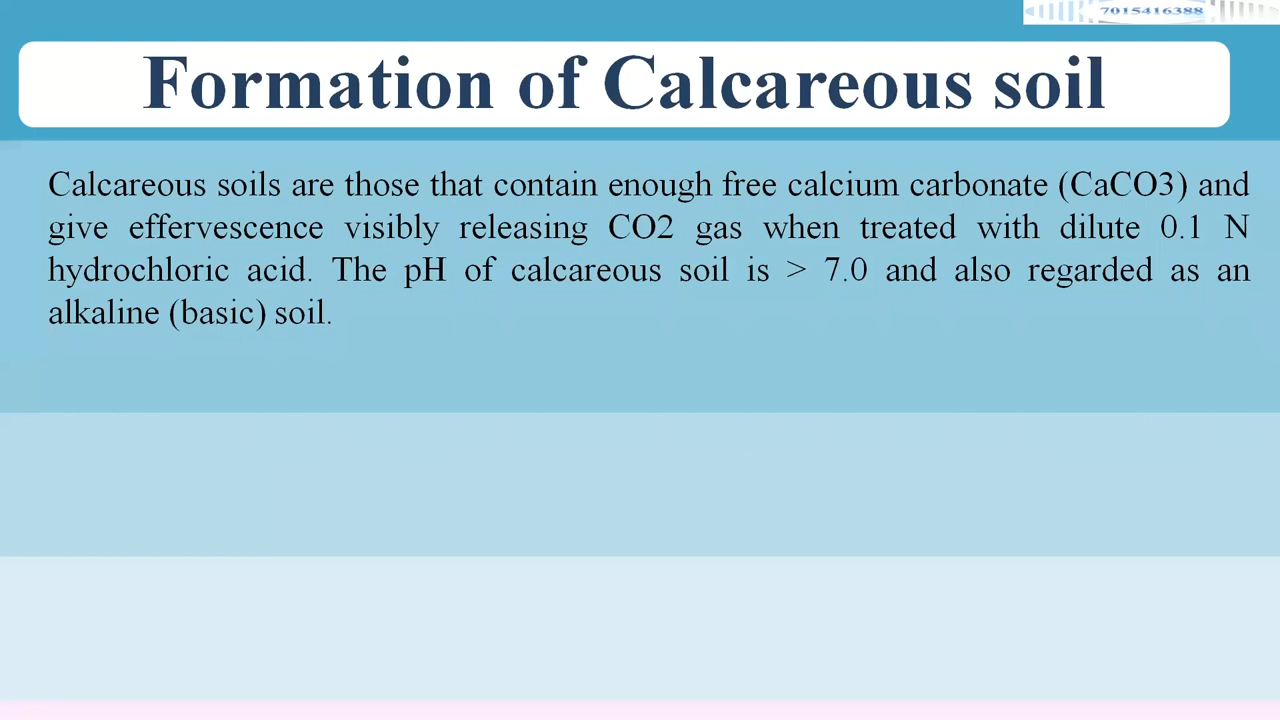 7015416388
Formation of Calcareous soil
Calcareous soils are those that contain enough free calcium carbonate (CaCO3) and
give effervescence visibly releasing CO2 gas when treated with dilute 0.1 N
hydrochloric acid. The pH of calcareous soil is > 7.0 and also regarded as an
alkaline (basic) soil.